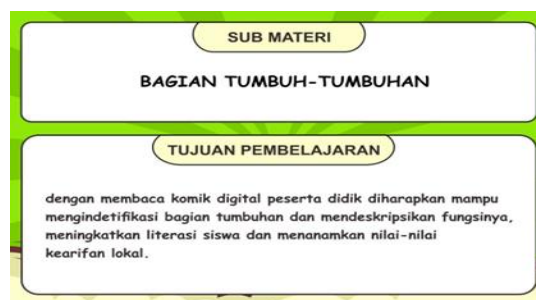 SUB MATERI
BAGIAN TUMBUH-TUMBUHAN
TUJUAN PEMBELAJARAN
dengan membaca komik digital peserta didik diharapkan mampu
mengindetifikasi bagian tumbuhan dan mendeskripsikan fungsinya,
meningkatkan literasi siswa dan menanamkan nilai-nilai
kearifan lokal.